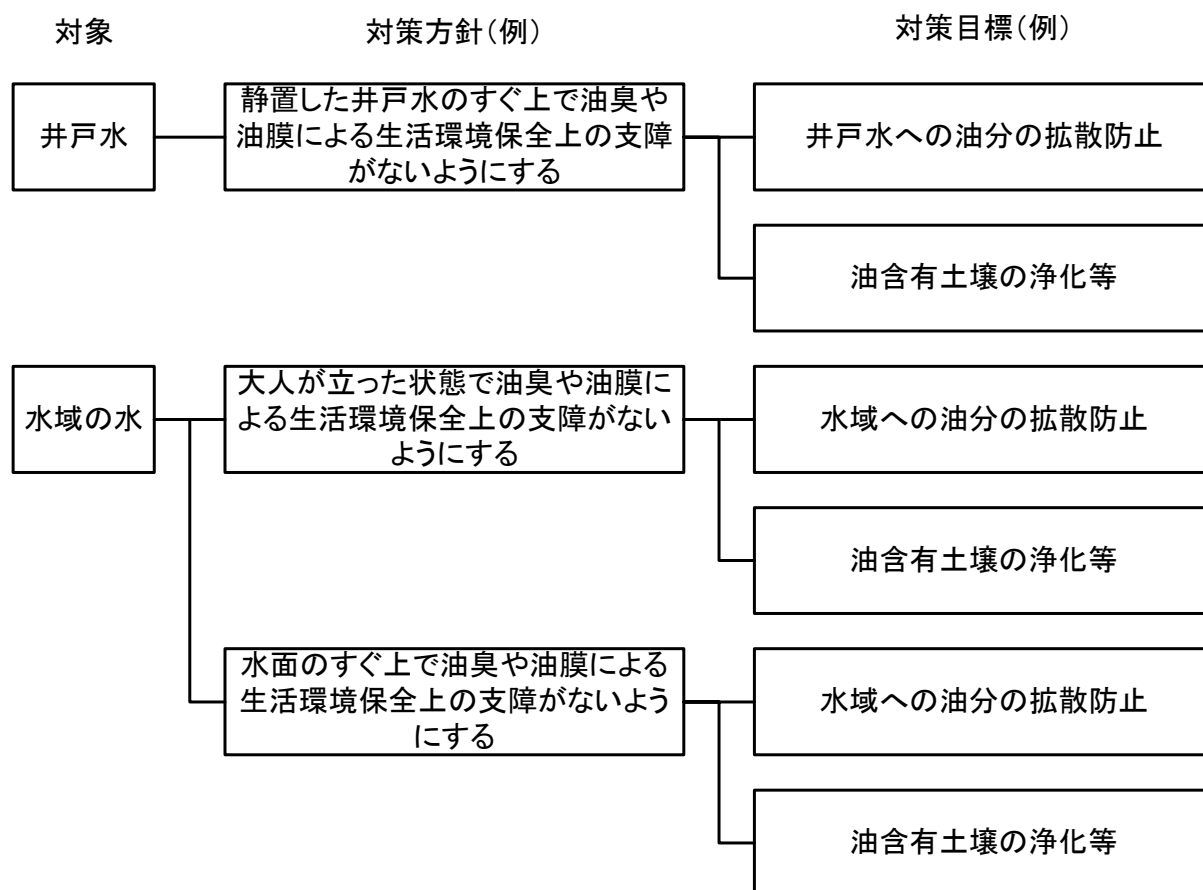 対象
対策方針（例）
対策目標（例）
井戸水
静置した井戸水のすぐ上で油臭や
油膜による生活環境保全上の支障
がないようにする
井戸水への油分の拡散防止
油含有土壌の浄化等
水域の水
大人が立った状態で油臭や油膜に
よる生活環境保全上の支障がない
ようにする
水域への油分の拡散防止
油含有土壌の浄化等
水面のすぐ上で油臭や油膜による
生活環境保全上の支障がないよう
にする
水域への油分の拡散防止
油含有土壌の浄化等